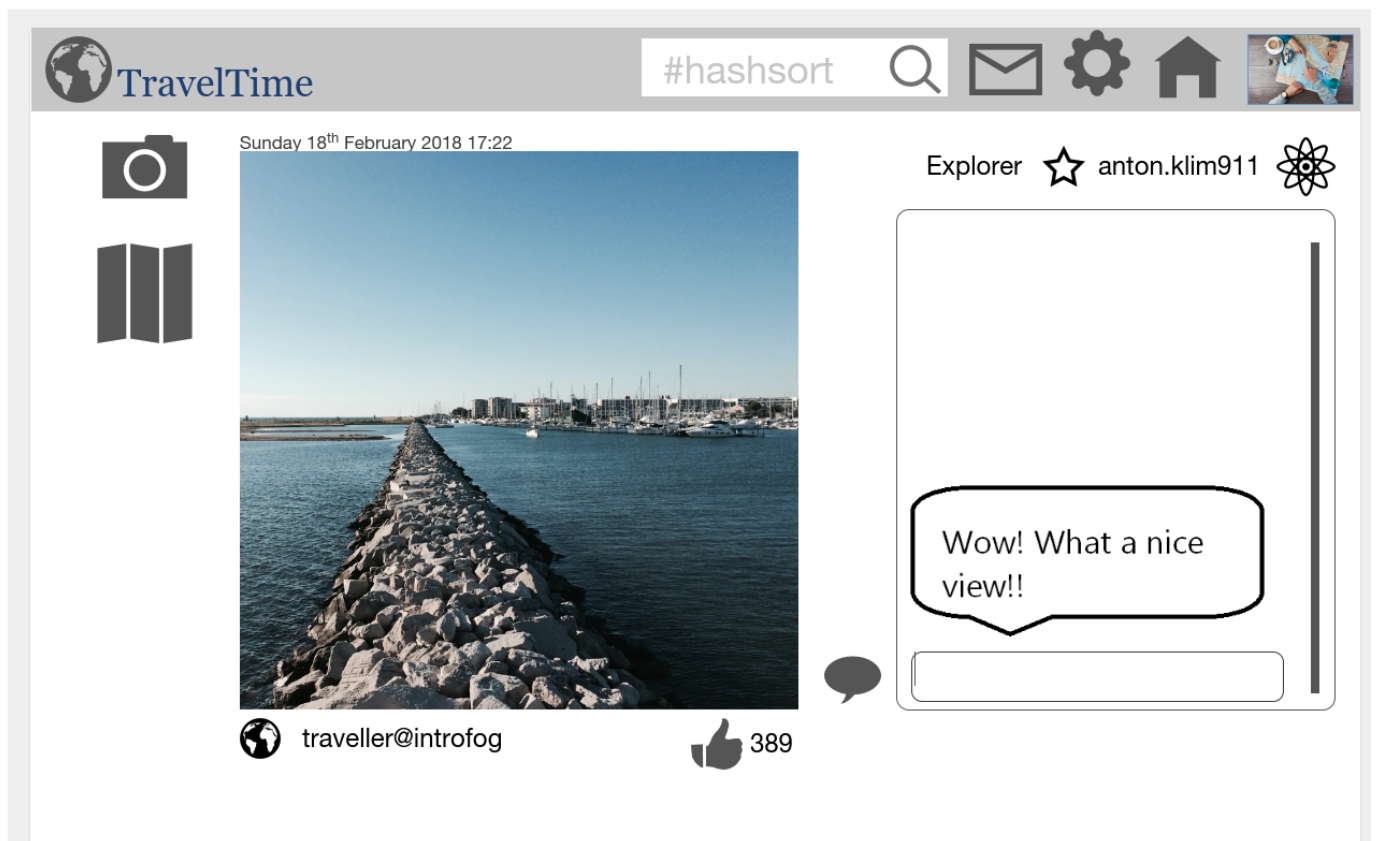 TravelTime
#hashsort
Sunday 18th February 2018 17:22
Explorer
anton.klim911
Wow! What a nice
view!!
traveller@introfog
389